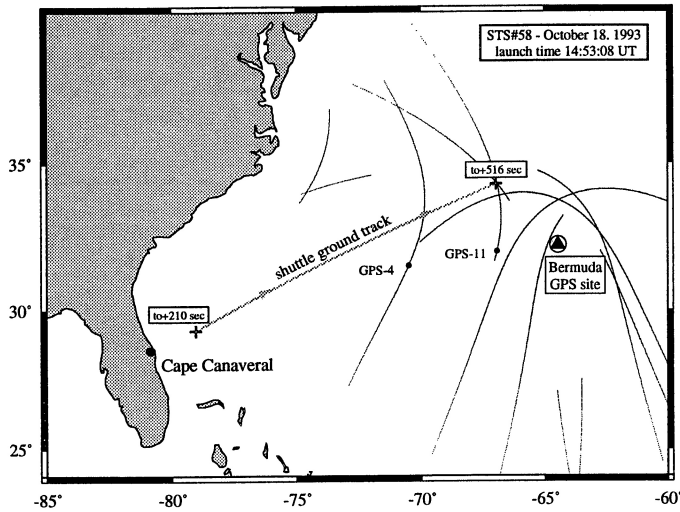 STS#58 - October 18. 1993
launch time 14:53:08 UT
35°
to+516 sec
shuttle ground track
GPS-4
GPS-11
Bermuda
GPS site
30°
to+210 sec
Cape Canaveral
25°
-85°
-80°
-75°
-70°
-65°
-60°